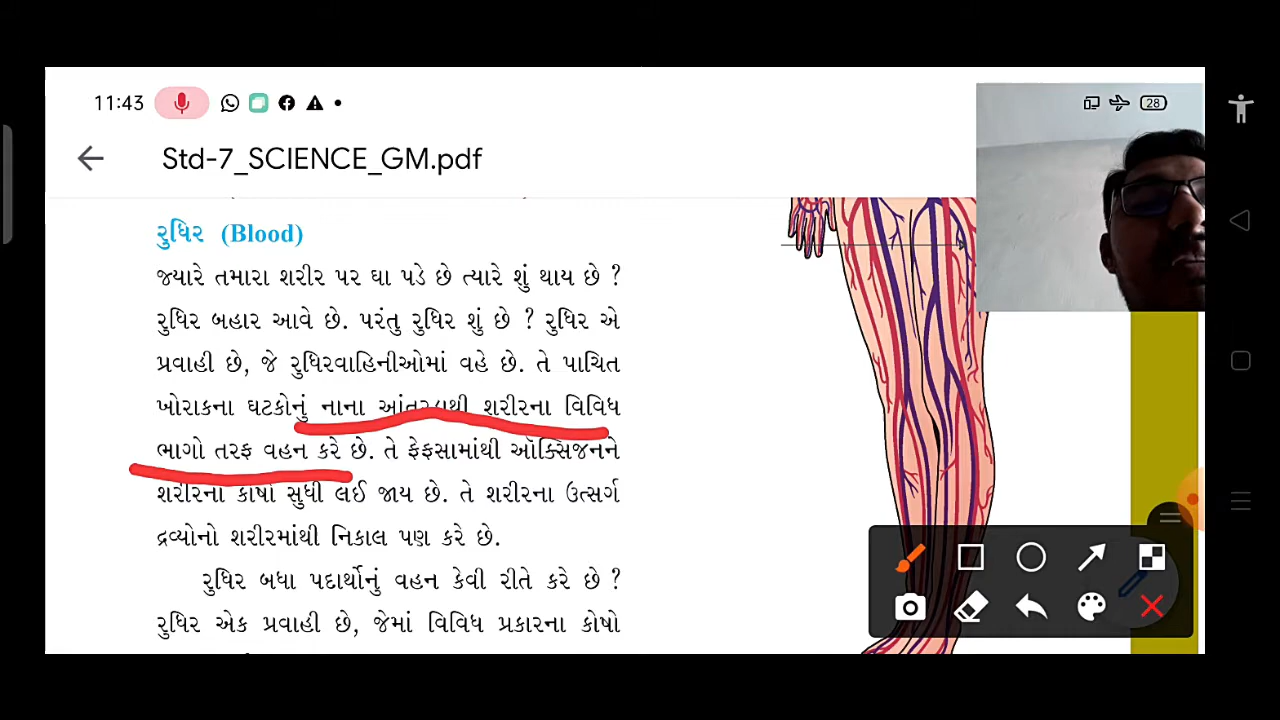 11:43
28
Std-7_SCIENCE_GM.pdf
રુધિર (Blood)
જ્યારે તમારા શરીર પર ઘા પડે છે ત્યારે શું થાય છે ?
રુધિર બહાર આવે છે. પરંતુ રુધિર શું છે ? રુધિર એ
પ્રવાહી છે, જે રુધિરવાહિનીઓમાં વહે છે. તે પાચિત
ખોરાકના ઘટકોનું નાના આંતરડાથી શરીરના વિવિધ
ભાગો તરફ વહન કરે છે. તે ફેફસામાંથી ઑક્સિજનને
શરીરના કોષો સુધી લઈ જાય છે. તે શરીરના ઉત્સર્ગ
દ્રવ્યોનો શરીરમાંથી નિકાલ પણ કરે છે.
રુધિર બધા પદાર્થોનું વહન કેવી રીતે કરે છે ?
રુધિર એક પ્રવાહી છે, જેમાં વિવિધ પ્રકારના કોષો